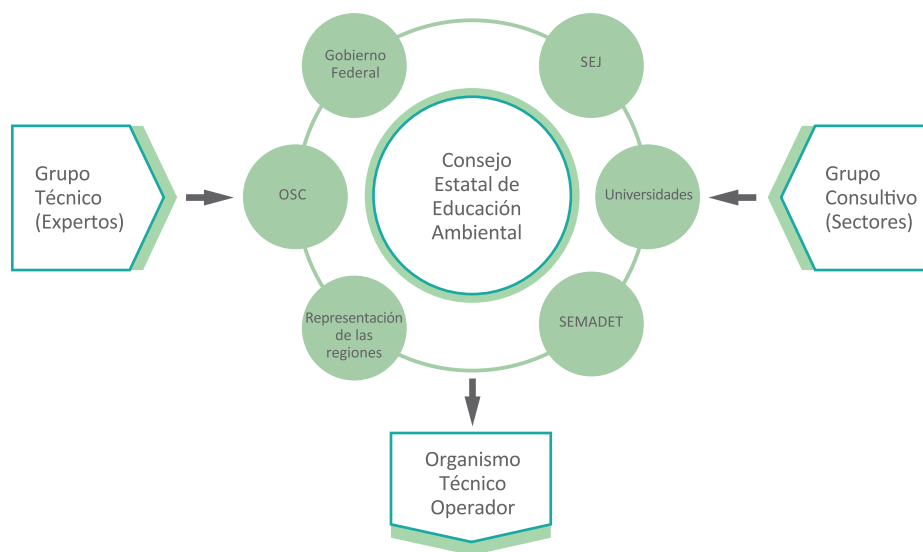 Gobierno
Federal
SEJ
Grupo
Técnico
(Expertos)
OSC
Consejo
Estatal de
Educación
Ambiental
Universidades
Grupo
Consultivo
(Sectores)
Representación
de las
regiones
SEMADET
Organismo
Técnico
Operador